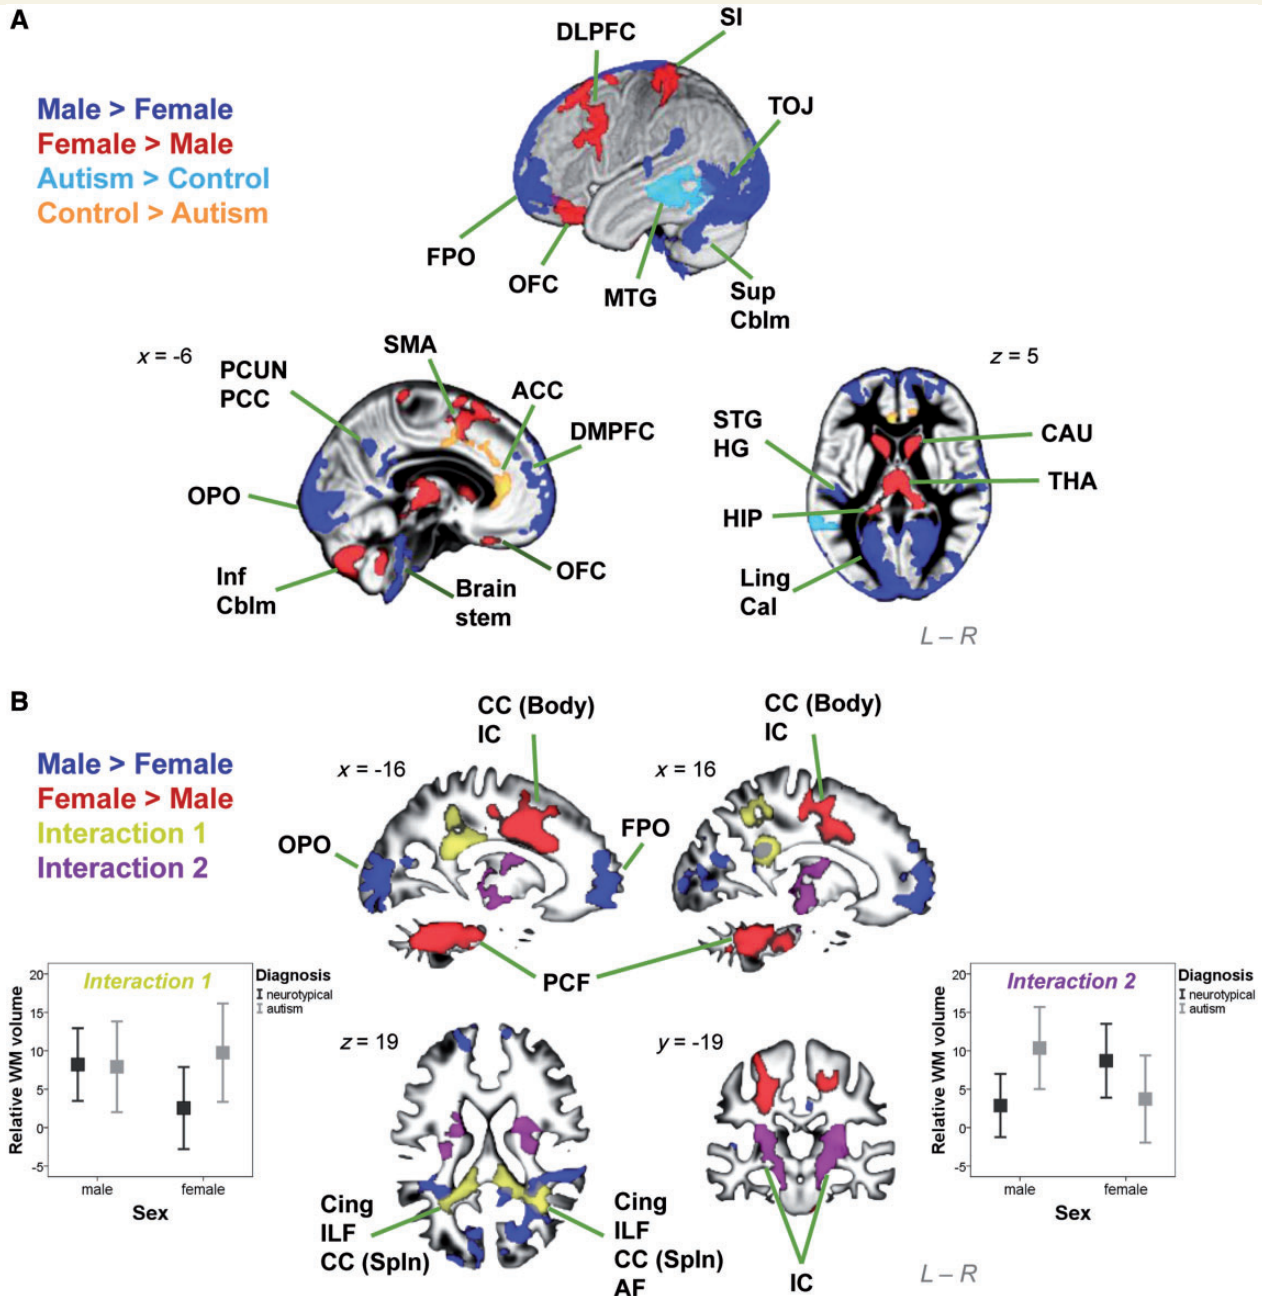 A
Male > Female
Female > Male
Autism > Control
Control > Autism
DLPFC
SI
TOJ
FPO
OFC
MTG
Sup
Cblm
x = -6
PCUN
PCC
SMA
ACC
DMPFC
OPO
Inf
Cblm
Brain
stem
OFC
z = 5
STG
HG
CAU
THA
HIP
Ling
Cal
L – R
B
Male > Female
Female > Male
Interaction 1
Interaction 2
CC (Body)
IC
CC (Body)
IC
x = -16
x = 16
OPO
FPO
PCF
Interaction 1
Diagnosis
neurotypical
autism
Relative WM volume
20
15
10
5
0
-5
male
female
Sex
z = 19
y = -19
Cing
ILF
CC (Spln)
Cing
ILF
CC (Spln)
AF
IC
Interaction 2
Diagnosis
neurotypical
autism
Relative WM volume
20
15
10
5
0
-5
male
female
Sex
L – R